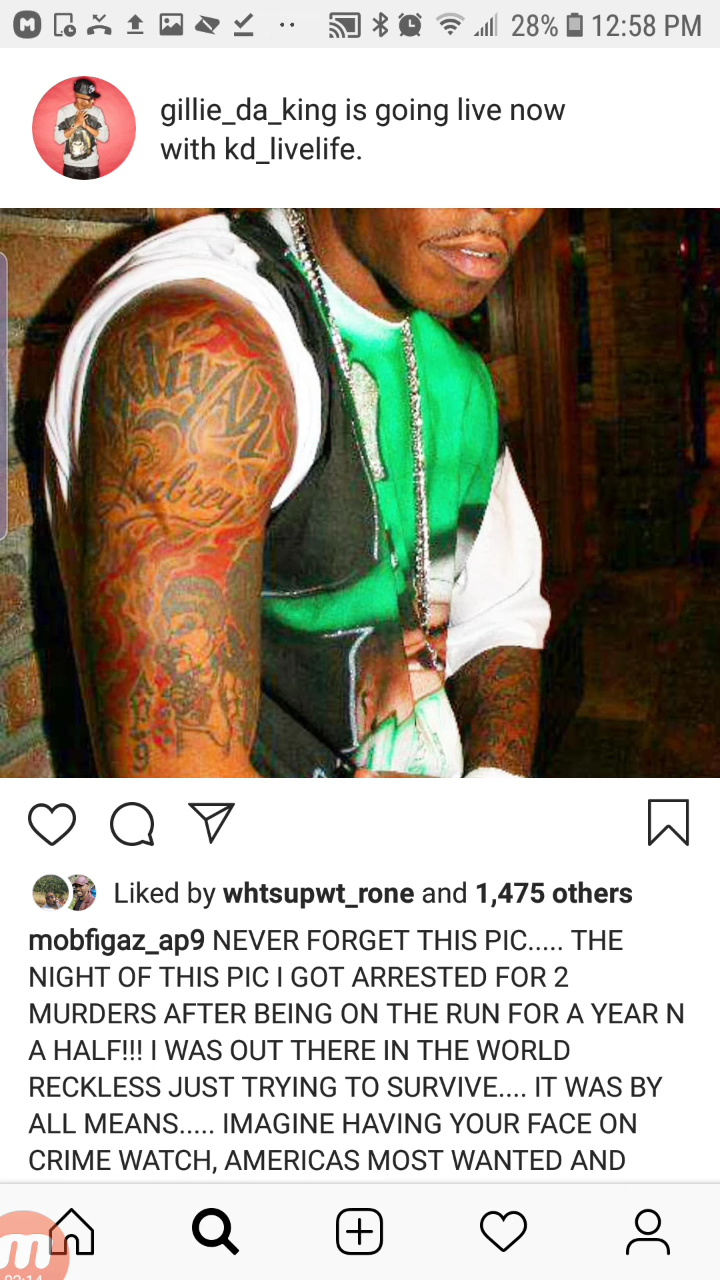 28% 12:58 PM
gillie_da_king is going live now
with kd_livelife.
Aubrey
Liked by whtsupwt_rone and 1,475 others
mobfigaz_ap9 NEVER FORGET THIS PIC..... THE
NIGHT OF THIS PIC I GOT ARRESTED FOR 2
MURDERS AFTER BEING ON THE RUN FOR A YEAR N
A HALF!!! I WAS OUT THERE IN THE WORLD
RECKLESS JUST TRYING TO SURVIVE.... IT WAS BY
ALL MEANS..... IMAGINE HAVING YOUR FACE ON
CRIME WATCH, AMERICAS MOST WANTED AND